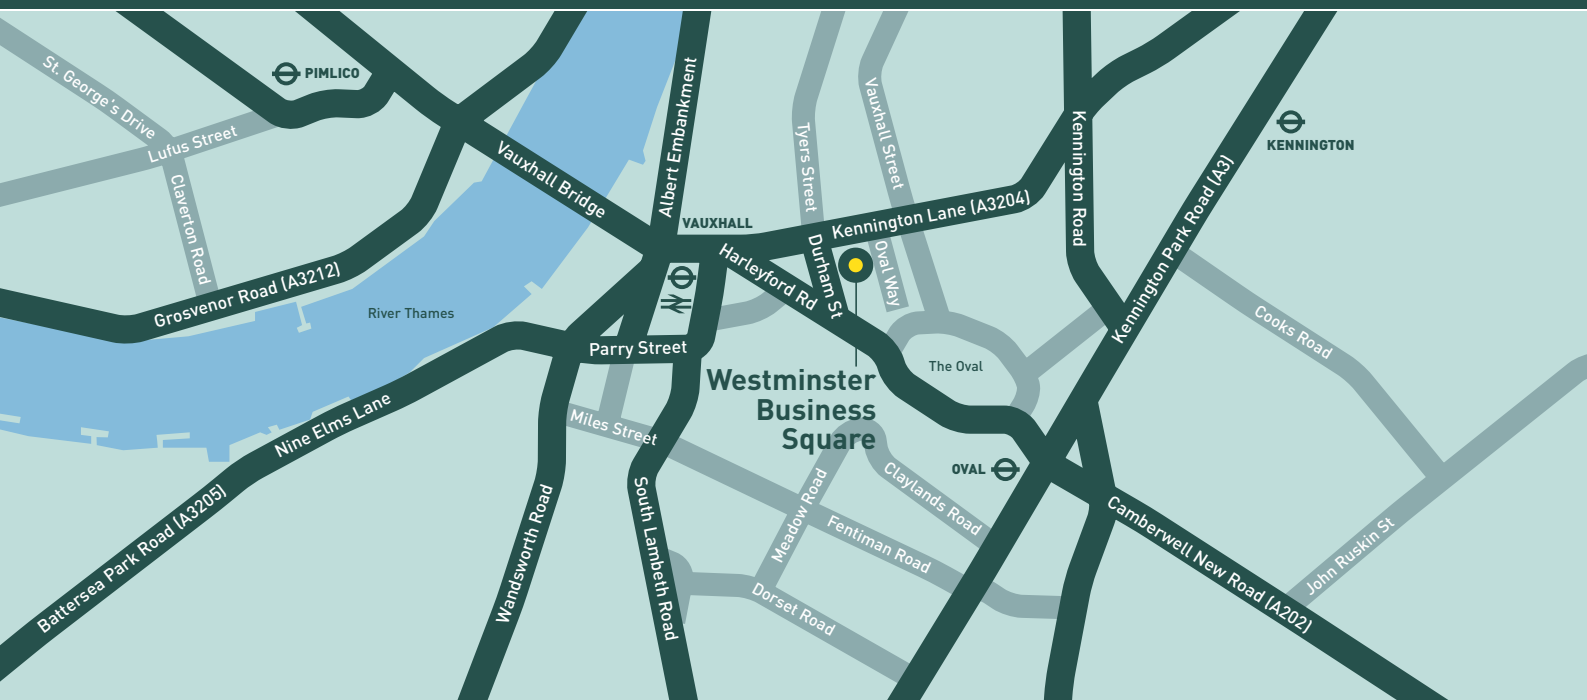 St. George's Drive
PIMLICO
Lufus Street
Claverton Road
Grosvenor Road (A3212)
Vauxhall Bridge
Albert Embankment
River Thames
VAUXHALL
Harleyford Rd
Tyers Street
Vauxhall Street
Kennington Lane (A3204)
Durham St
Oval Way
Kennington Road
KENNINGTON
Kennington Park Road (A3)
Cooks Road
Parry Street
The Oval
Westminster
Business
Square
Nine Elms Lane
Miles Street
Battersea Park Road (A3205)
Wandsworth Road
South Lambeth Road
Meadow Road
Claylands Road
OVAL
Fentiman Road
Dorset Road
Camberwell New Road (A202)
John Ruskin St